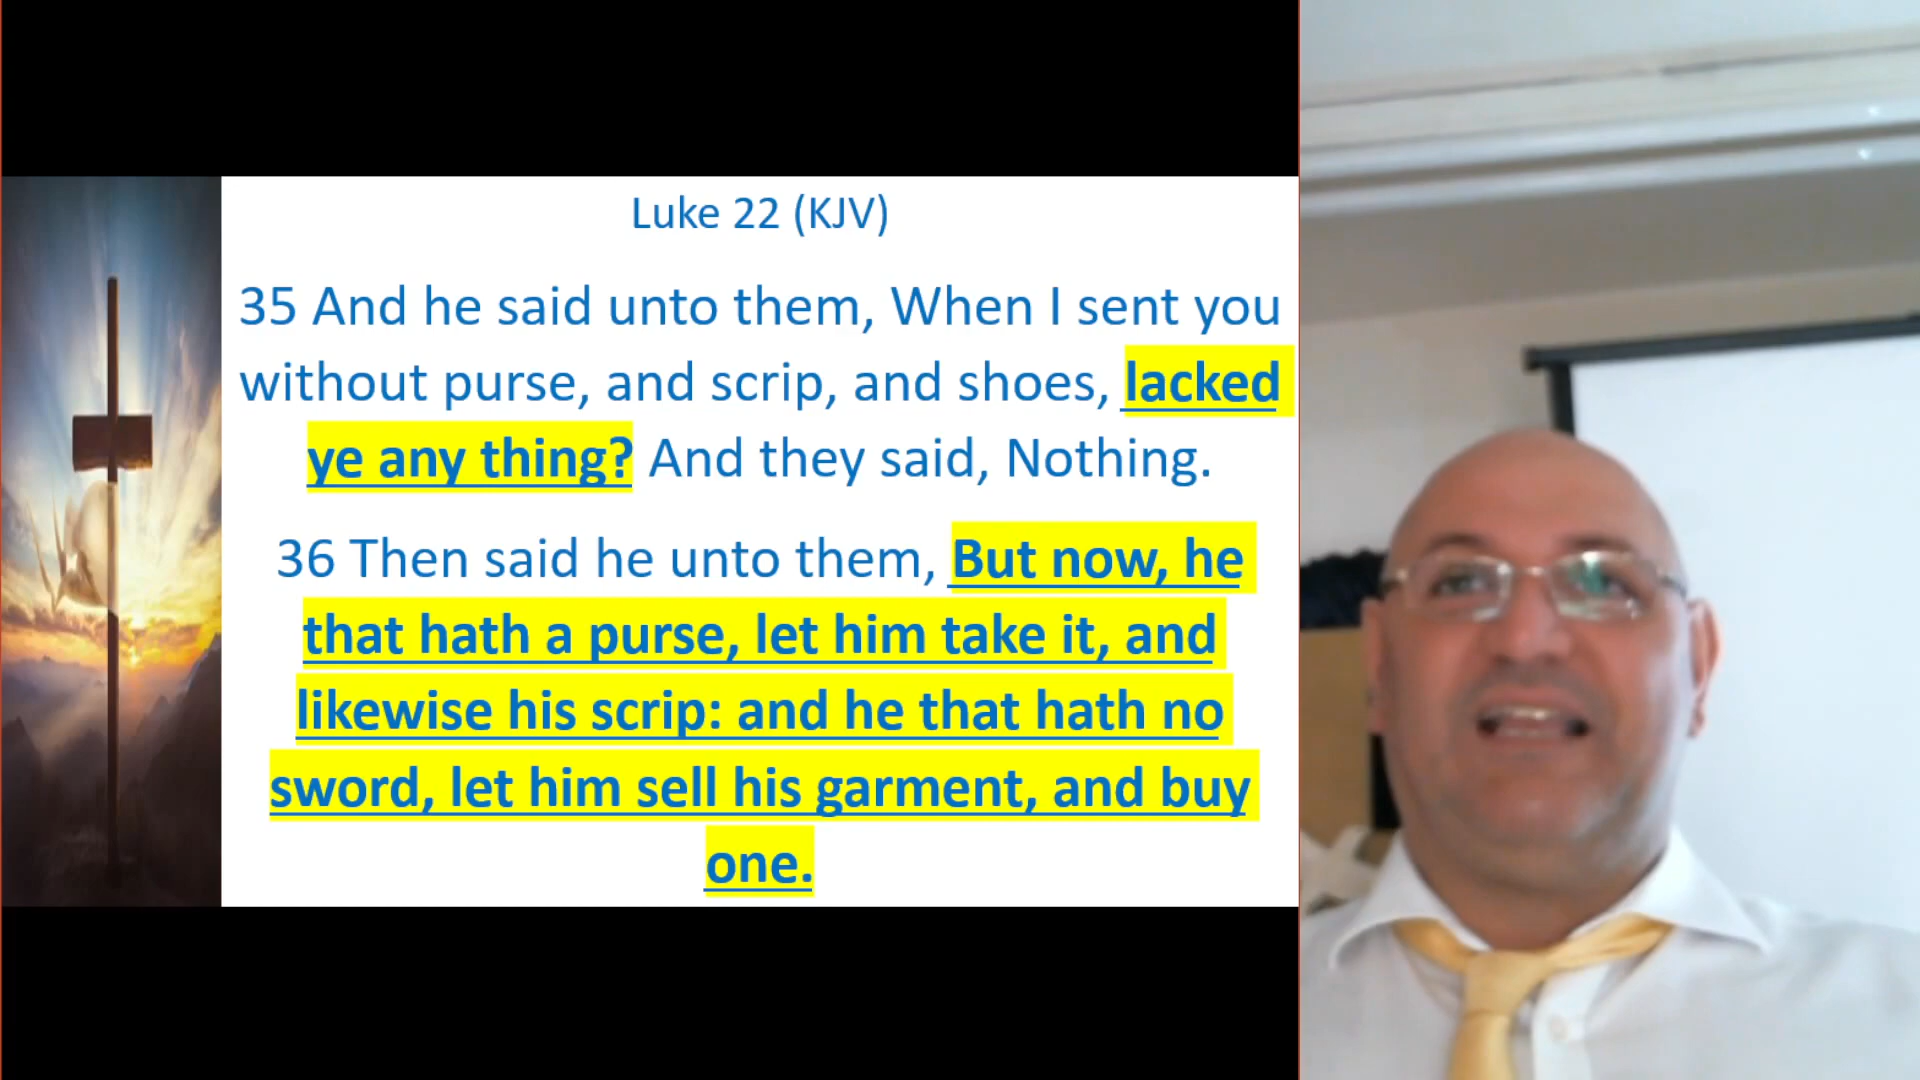 Luke 22 (KJV)
35 And he said unto them, When I sent you
without purse, and scrip, and shoes, lacked
ye any thing? And they said, Nothing.
36 Then said he unto them, But now, he
that hath a purse, let him take it, and
likewise his scrip: and he that hath no
sword, let him sell his garment, and buy
one.